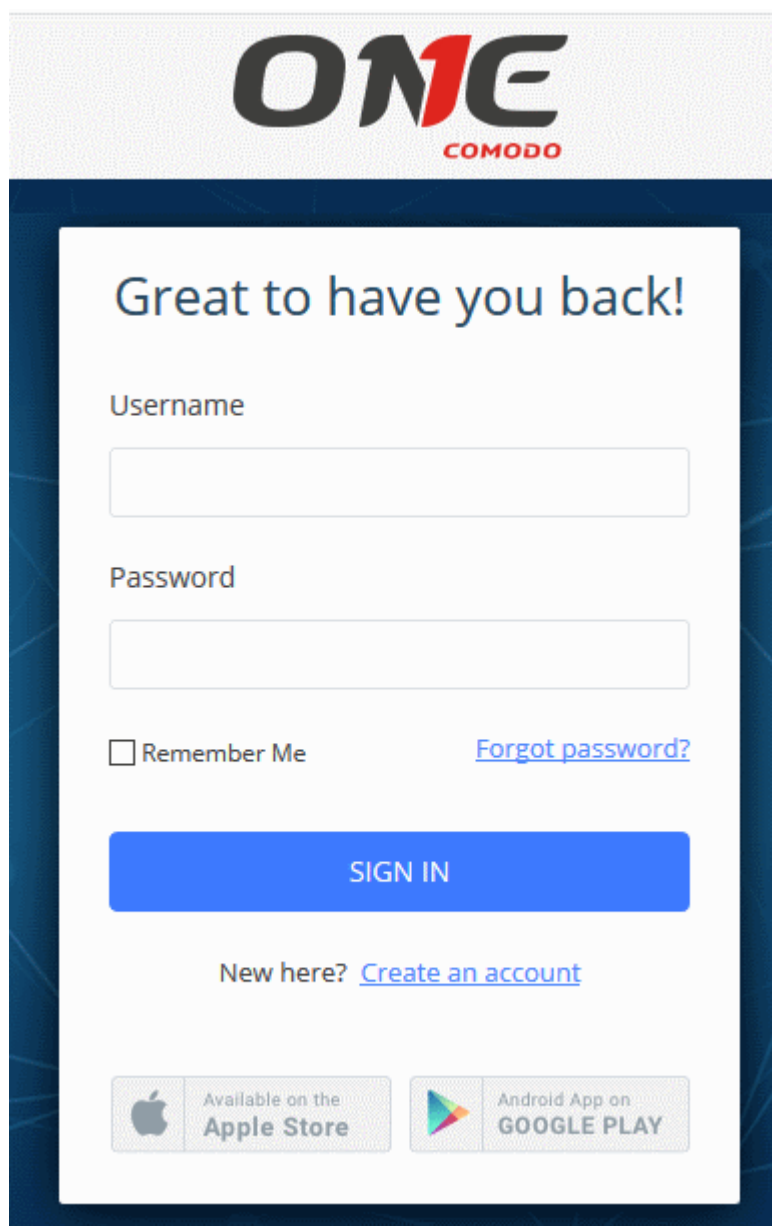 ONE
COMODO
Great to have you back!
Username
Password
Remember Me Forgot password?
SIGN IN
New here? Create an account
Available on the
Apple Store
Android App on
GOOGLE PLAY